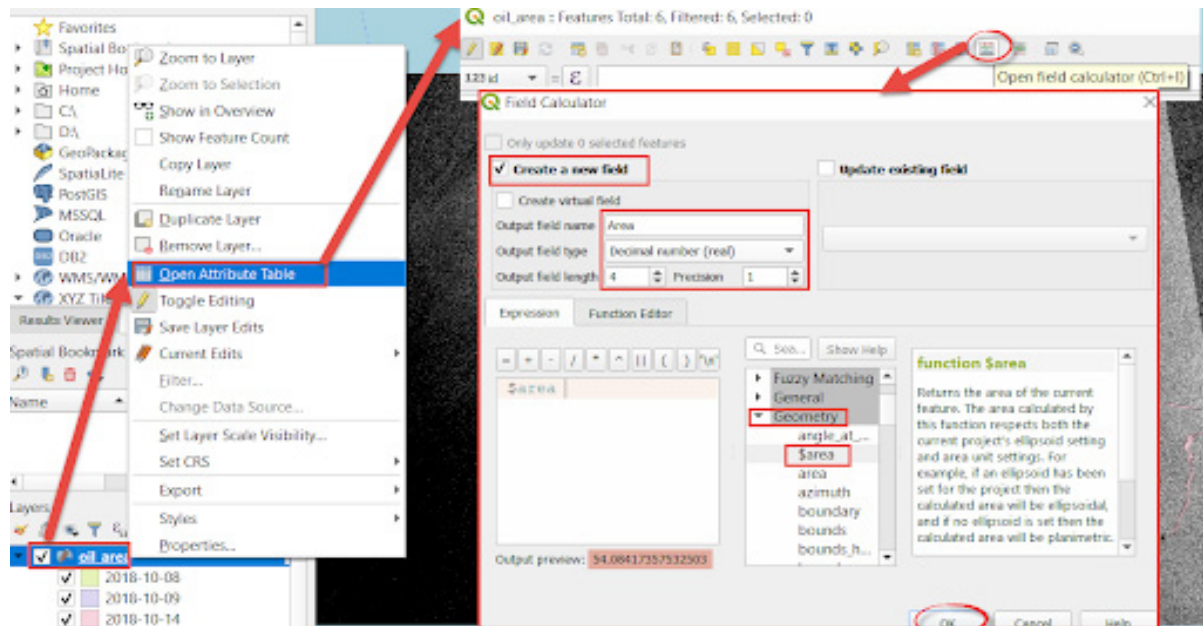 Favorites
Spatial Bo
Project Ho
Home
C:\
D:\
GeoPackag
SpatiaLite
PostGIS
MSSQL
Oracle
DB2
WMS/WM
XYZ Til
Results Viewer
Spatial Bookmark
Name
Layers
oil_area
2018-10-08
2018-10-09
2018-10-14
Zoom to Layer
Zoom to Selection
Show in Overview
Show Feature Count
Copy Layer
Rename Layer
Duplicate Layer
Remove Layer...
Open Attribute Table
Toggle Editing
Save Layer Edits
Current Edits
Filter...
Change Data Source...
Set Layer Scale Visibility...
Set CRS
Export
Styles
Properties...
oil_area :: Features Total: 6, Filtered: 6, Selected: 0
123 id = ε
Open field calculator (Ctrl+I)
Field Calculator
Only update 0 selected features
Create a new field
Update existing field
Create virtual field
Output field name Area
Output field type Decimal number (real)
Output field length 4 Precision 1
Expression Function Editor
= + - / * ^ || ( ) '\n'
$area
Output preview: 54.08417357532503
Sea... Show Help
Fuzzy Matching
General
Geometry
angle_at_...
$area
area
azimuth
boundary
bounds
bounds_h...
function $area
Returns the area of the current
feature. The area calculated by
this function respects both the
current project's ellipsoid setting
and area unit settings. For
example, if an ellipsoid has been
set for the project then the
calculated area will be ellipsoidal,
and if no ellipsoid is set then the
calculated area will be planimetric.
OK Cancel Help